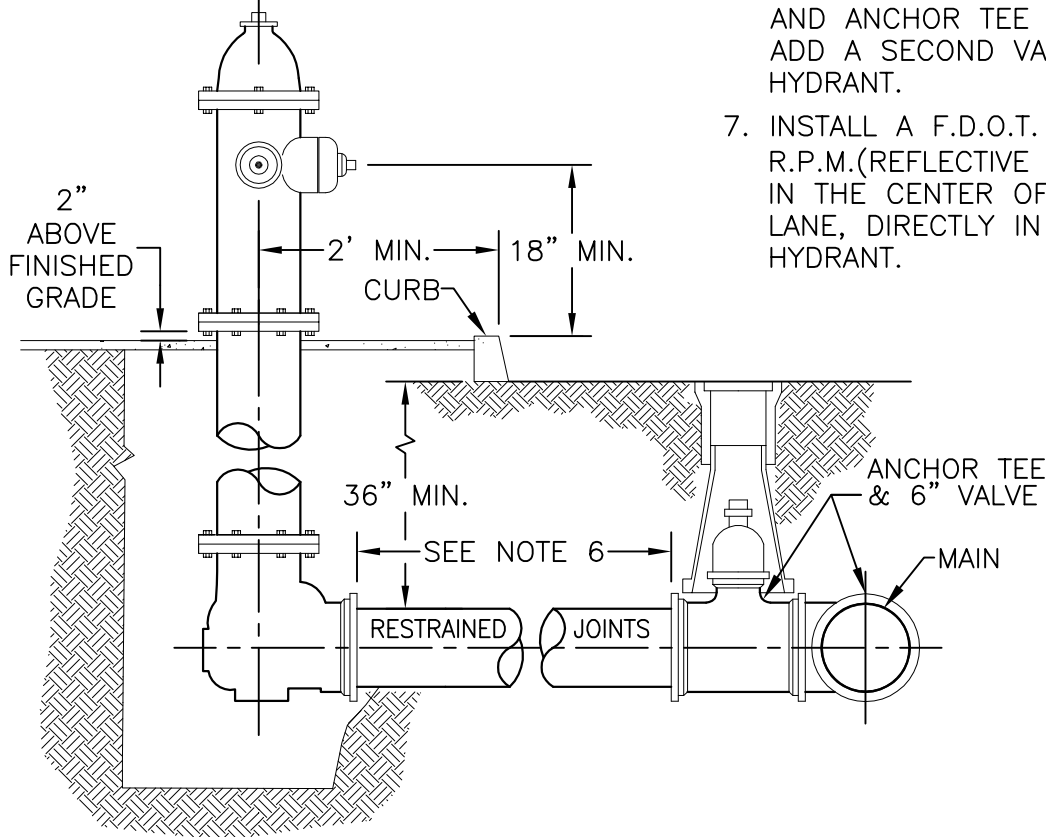 AND ANCHOR TEE
ADD A SECOND VA
HYDRANT.
7. INSTALL A F.D.O.T.
R.P.M.(REFLECTIVE
IN THE CENTER OF
LANE, DIRECTLY IN
HYDRANT.
2"
ABOVE
FINISHED
GRADE
2' MIN.
18" MIN.
CURB
36" MIN.
ANCHOR TEE
& 6" VALVE
SEE NOTE 6
MAIN
RESTRAINED JOINTS